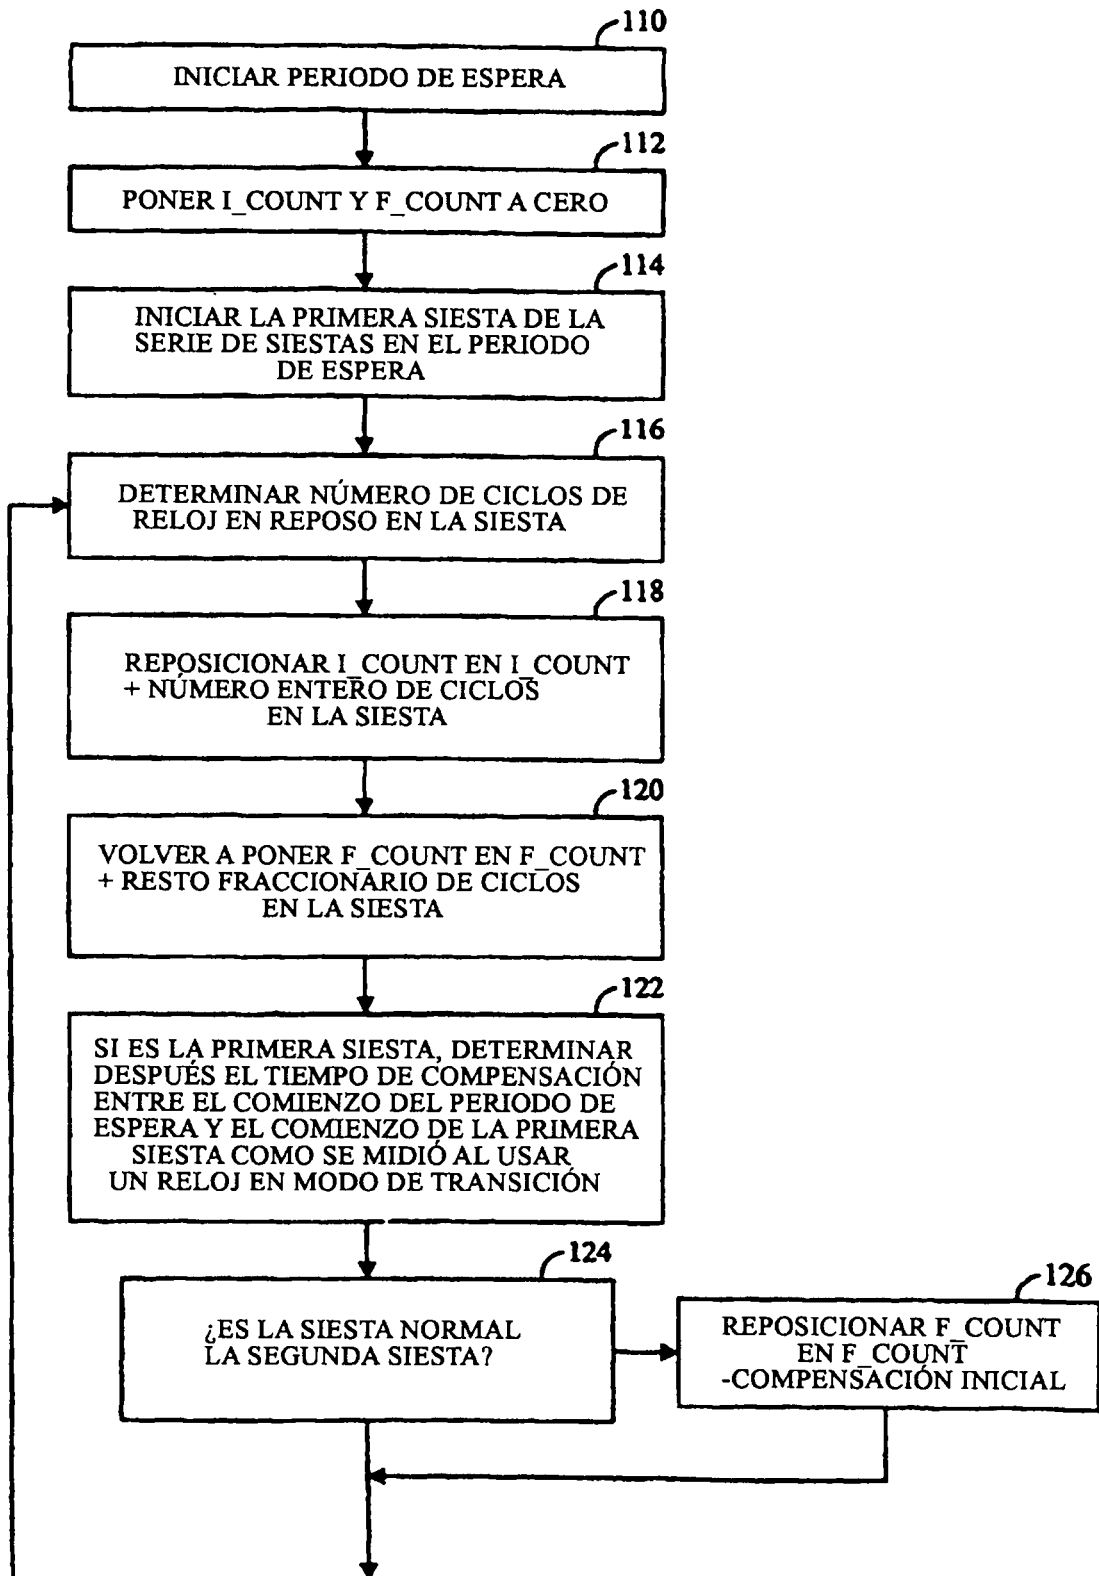 110
INICIAR PERIODO DE ESPERA
112
PONER I_COUNT Y F_COUNT A CERO
114
INICIAR LA PRIMERA SIESTA DE LA
SERIE DE SIESTAS EN EL PERIODO
DE ESPERA
116
DETERMINAR NÚMERO DE CICLOS DE
RELOJ EN REPOSO EN LA SIESTA
118
REPOSICIONAR I_COUNT EN I_COUNT
+ NÚMERO ENTERO DE CICLOS
EN LA SIESTA
120
VOLVER A PONER F_COUNT EN F_COUNT
+ RESTO FRACCIONARIO DE CICLOS
EN LA SIESTA
122
SI ES LA PRIMERA SIESTA, DETERMINAR
DESPUÉS EL TIEMPO DE COMPENSACIÓN
ENTRE EL COMIENZO DEL PERIODO DE
ESPERA Y EL COMIENZO DE LA PRIMERA
SIESTA COMO SE MIDIÓ AL USAR
UN RELOJ EN MODO DE TRANSICIÓN
124
¿ES LA SIESTA NORMAL
LA SEGUNDA SIESTA?
126
REPOSICIONAR F_COUNT
EN F_COUNT
-COMPENSACIÓN INICIAL